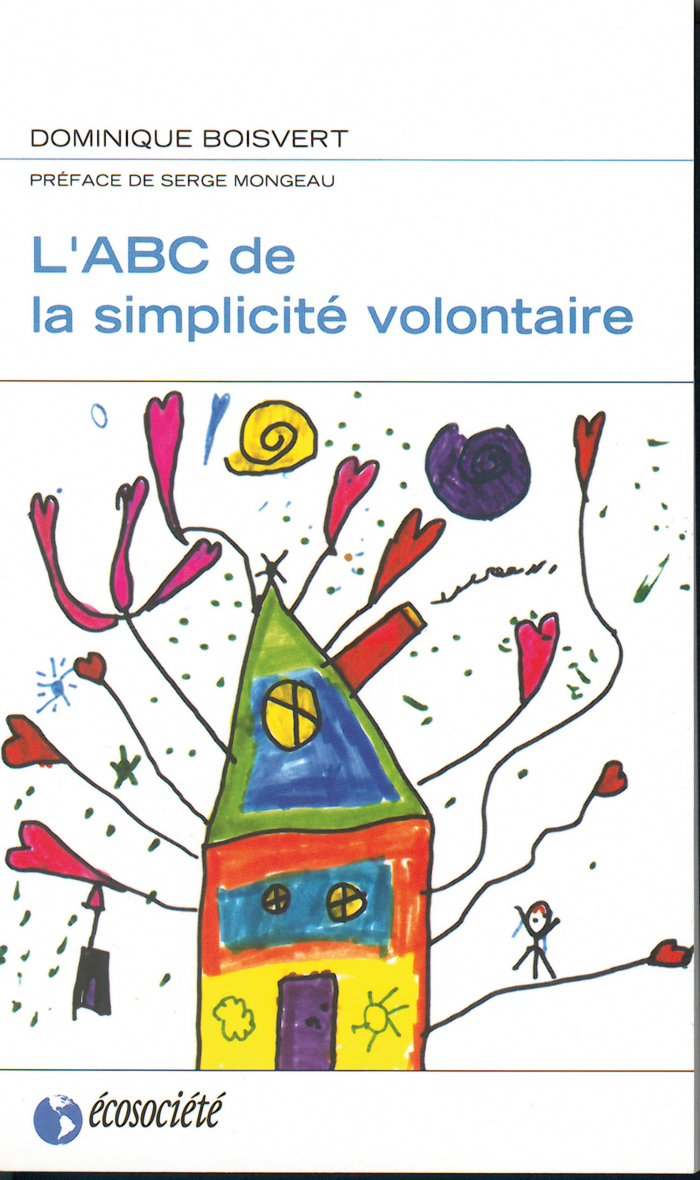 DOMINIQUE BOISVERT
PRÉFACE DE SERGE MONGEAU
L'ABC de
la simplicité volontaire
écosociété